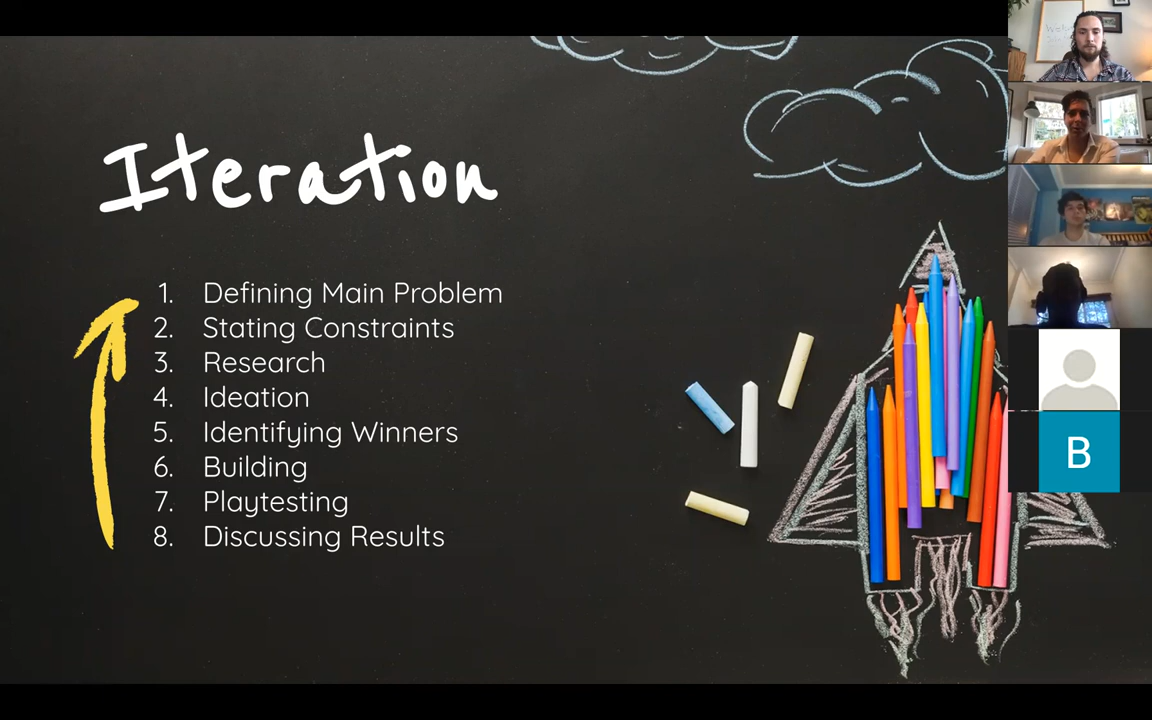 Iteration
1. Defining Main Problem
2. Stating Constraints
3. Research
4. Ideation
5. Identifying Winners
6. Building
7. Playtesting
8. Discussing Results
B